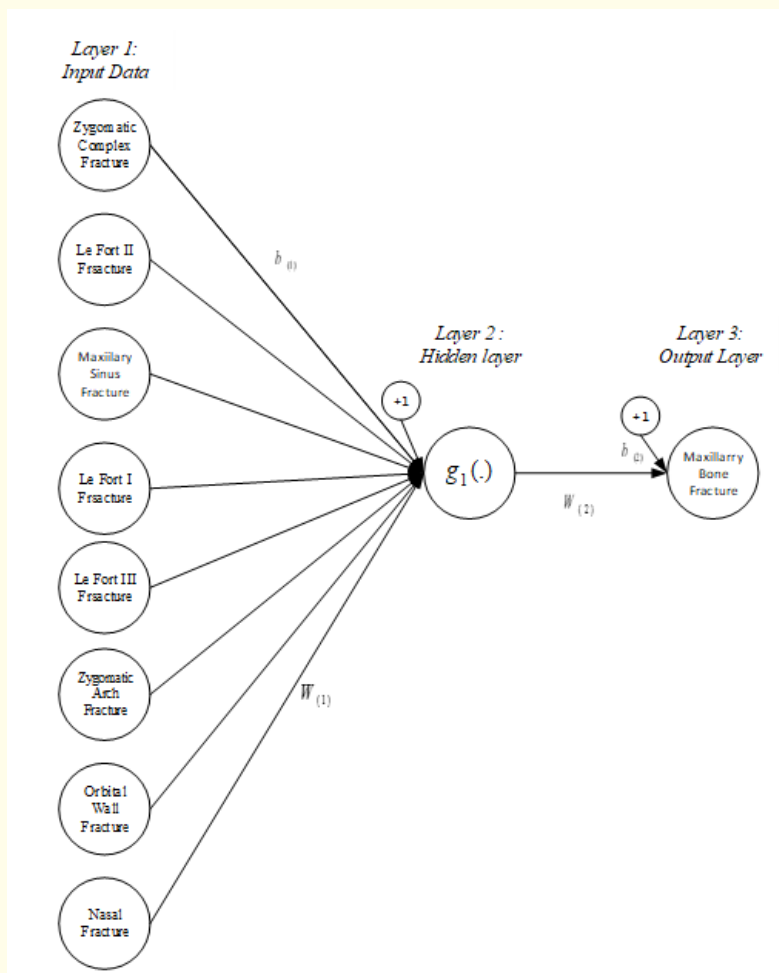 Layer 1:
Input Data
Zygomatic
Complex
Fracture
Le Fort II
Frsacture
Maxiilary
Sinus
Fracture
Le Fort I
Frsacture
Le Fort III
Frsacture
Zygomatic
Arch
Fracture
Orbital
Wall
Fracture
Nasal
Fracture
b (1)
W (1)
Layer 2 :
Hidden layer
+1
g1(.)
W (2)
Layer 3:
Output Layer
+1
b (2)
Maxillarry
Bone
Fracture